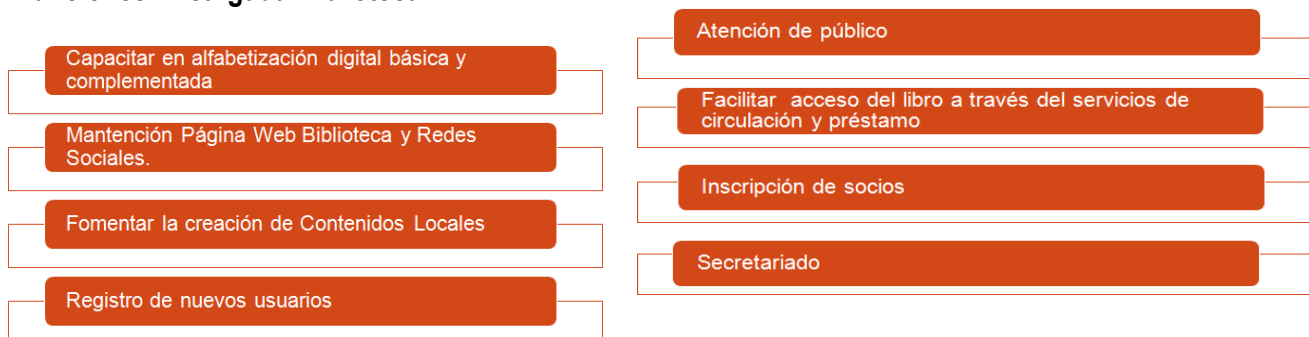 Capacitar en alfabetización digital básica y
complementada
Mantención Página Web Biblioteca y Redes
Sociales.
Fomentar la creación de Contenidos Locales
Registro de nuevos usuarios
Atención de público
Facilitar acceso del libro a través del servicios de
circulación y préstamo
Inscripción de socios
Secretariado